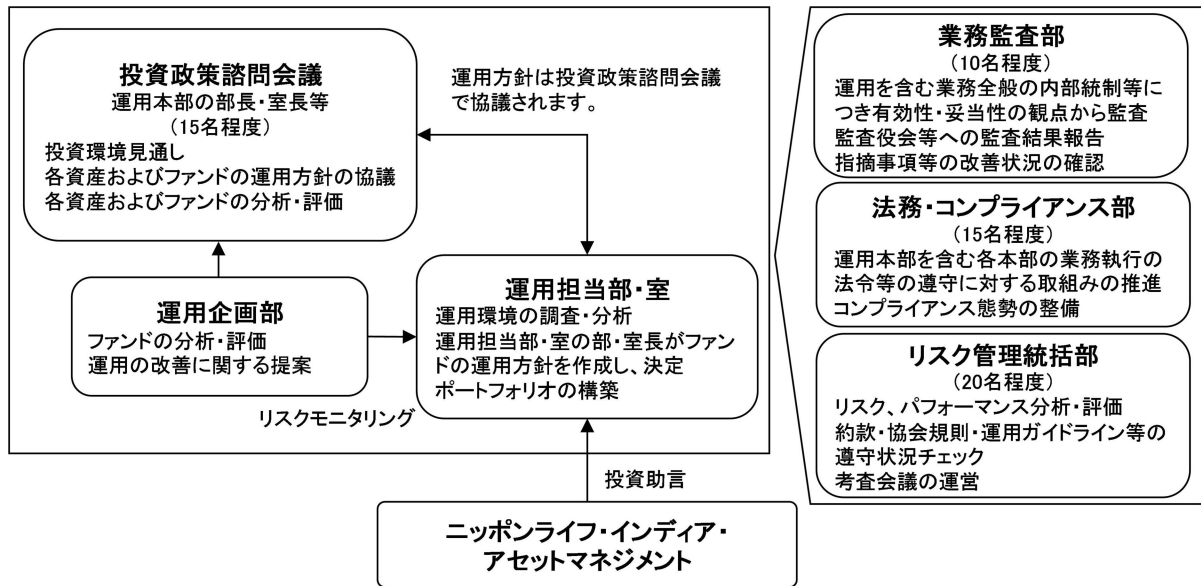 投資政策諮問会議
運用本部の部長・室長等
(15名程度)
投資環境見通し
各資産およびファンドの運用方針の協議
各資産およびファンドの分析・評価
運用方針は投資政策諮問会議
で協議されます。
運用企画部
ファンドの分析・評価
運用の改善に関する提案
運用担当部・室
運用環境の調査・分析
運用担当部・室の部・室長がファン
ドの運用方針を作成し、決定
ポートフォリオの構築
リスクモニタリング
投資助言
ニッポンライフ・インディア・
アセットマネジメント
業務監査部
(10名程度)
運用を含む業務全般の内部統制等に
つき有効性・妥当性の観点から監査
監査役会等への監査結果報告
指摘事項等の改善状況の確認
法務・コンプライアンス部
(15名程度)
運用本部を含む各本部の業務執行の
法令等の遵守に対する取組みの推進
コンプライアンス態勢の整備
リスク管理統括部
(20名程度)
リスク、パフォーマンス分析・評価
約款・協会規則・運用ガイドライン等の
遵守状況チェック
考査会議の運営